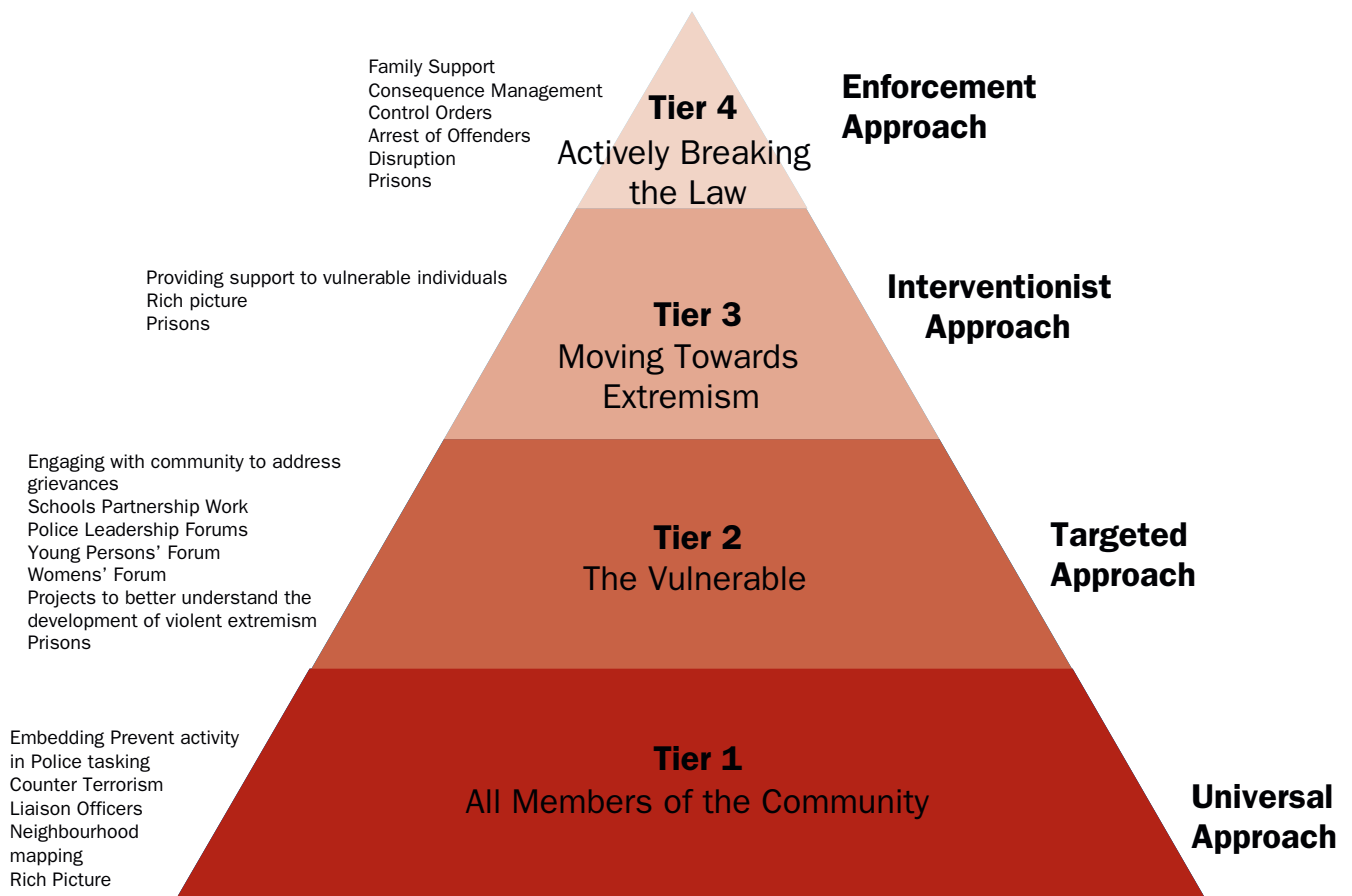 Family Support
Consequence Management
Control Orders
Arrest of Offenders
Disruption
Prisons
Tier 4
Actively Breaking
the Law
Enforcement
Approach
Providing support to vulnerable individuals
Rich picture
Prisons
Tier 3
Moving Towards
Extremism
Interventionist
Approach
Engaging with community to address
grievances
Schools Partnership Work
Police Leadership Forums
Young Persons’ Forum
Womens’ Forum
Projects to better understand the
development of violent extremism
Prisons
Tier 2
The Vulnerable
Targeted
Approach
Embedding Prevent activity
in Police tasking
Counter Terrorism
Liaison Officers
Neighbourhood
mapping
Rich Picture
Tier 1
All Members of the Community
Universal
Approach